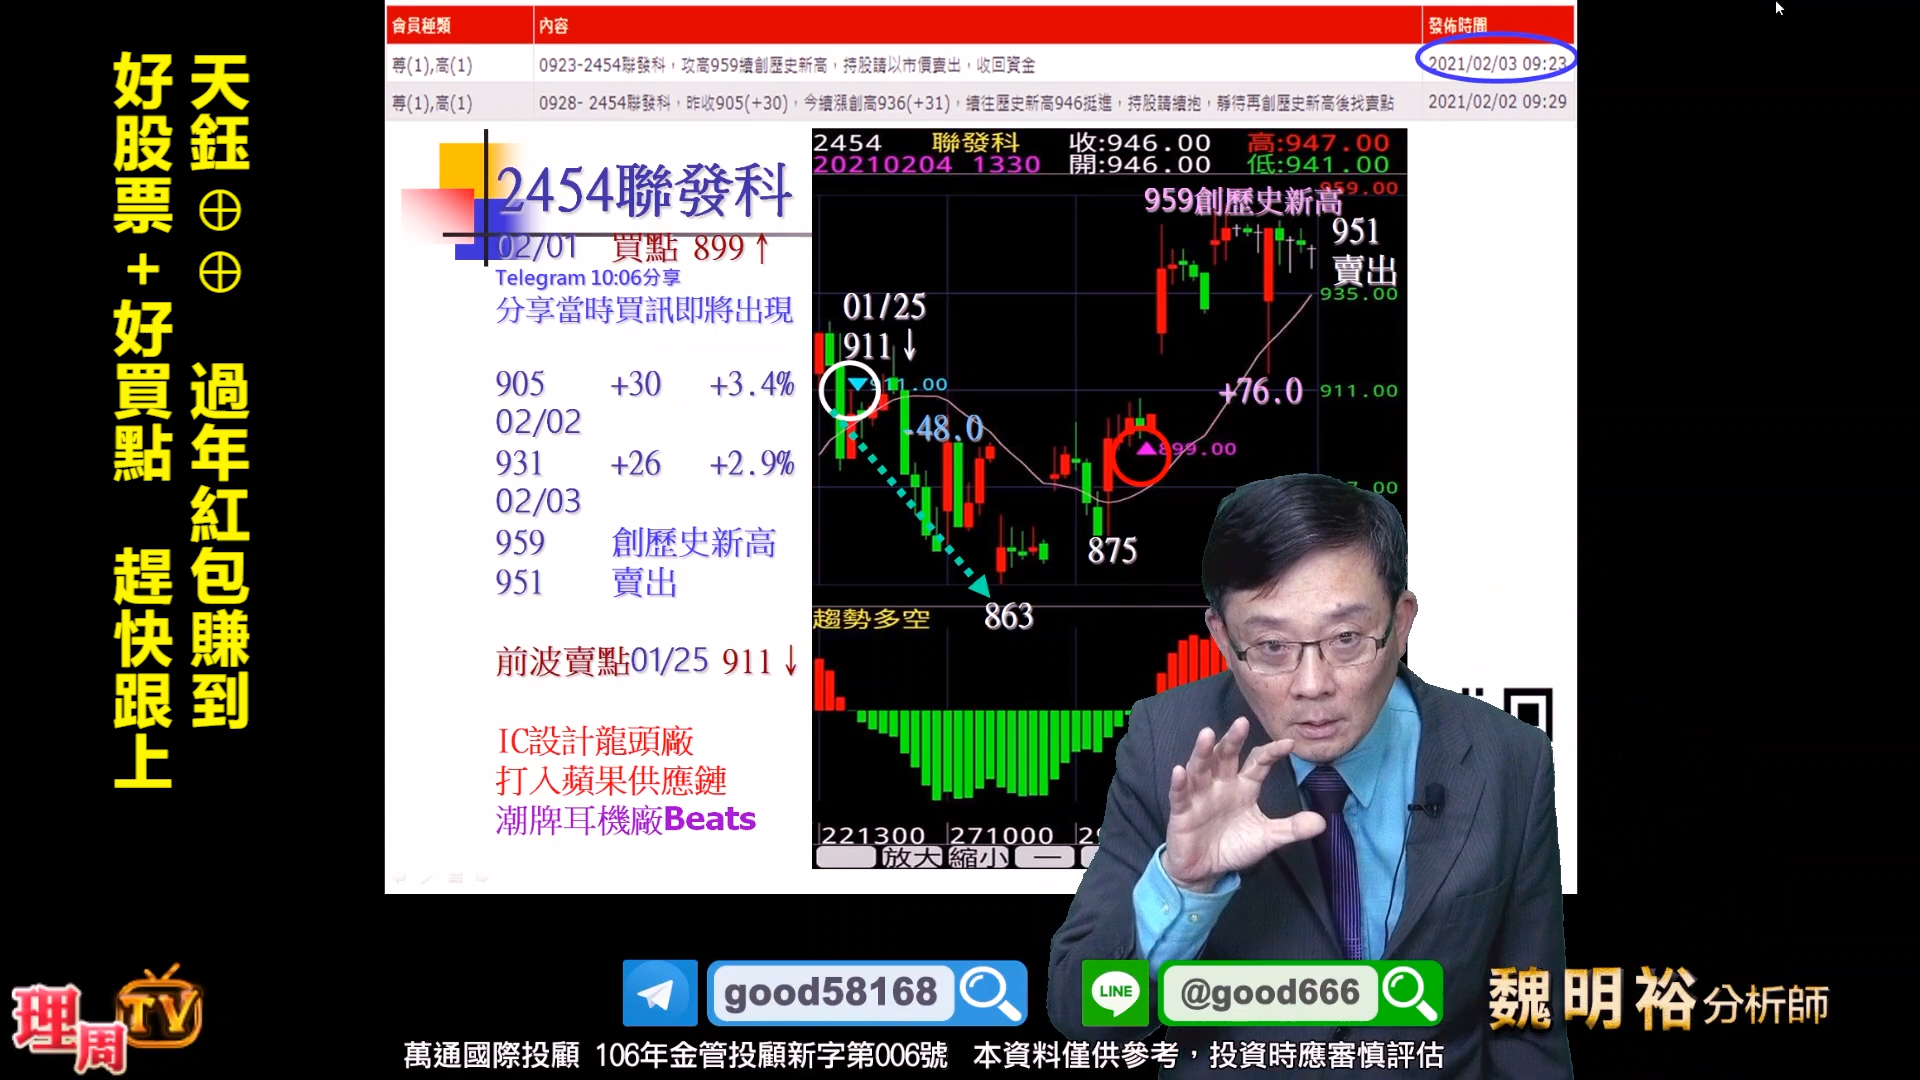 天鈺⊕⊕ 過年紅包賺到
好股票+好買點 趕快跟上
會員種類 內容 發佈時間
尊(1),高(1) 0923-2454聯發科，攻高959續創歷史新高，持股請以市價賣出，收回資金 2021/02/03 09:23
尊(1),高(1) 0928- 2454聯發科，昨收905(+30)，今續漲創高936(+31)，續往歷史新高946挺進，持股請續抱，靜待再創歷史新高後找賣點 2021/02/02 09:29
2454聯發科
02/01 買點 899↑
Telegram 10:06分享
分享當時買訊即將出現
905 +30 +3.4%
02/02
931 +26 +2.9%
02/03
959 創歷史新高
951 賣出
前波賣點01/25 911↓
IC設計龍頭廠
打入蘋果供應鏈
潮牌耳機廠Beats
2454 聯發科 收:946.00 高:947.00
20210204 1330 開:946.00 低:941.00
959.00
959創歷史新高
951
賣出
935.00
01/25
911↓
911.00
-48.0
+76.0
911.00
899.00
875
863
趨勢多空
221300 271000
放大 縮小 一
good58168
LINE
@good666
魏明裕分析師
理周TV
萬通國際投顧 106年金管投顧新字第006號 本資料僅供參考，投資時應審慎評估